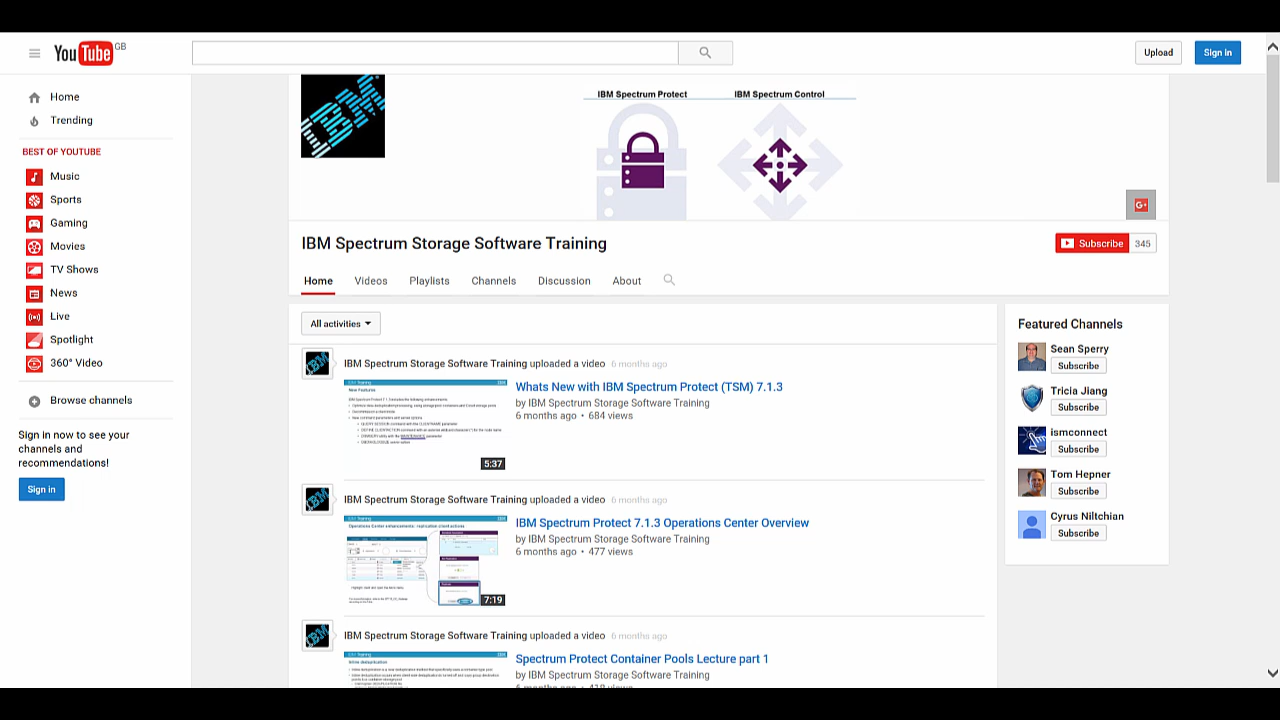 YouTube GB
Upload
Sign in
Home
Trending
BEST OF YOUTUBE
Music
Sports
Gaming
Movies
TV Shows
News
Live
Spotlight
360° Video
Browse channels
Sign in now to see your
channels and
recommendations!
Sign in
IBM
IBM Spectrum Protect
IBM Spectrum Control
G+
IBM Spectrum Storage Software Training
Subscribe 345
Home Videos Playlists Channels Discussion About
All activities
IBM Spectrum Storage Software Training uploaded a video 6 months ago
Whats New with IBM Spectrum Protect (TSM) 7.1.3
by IBM Spectrum Storage Software Training
6 months ago • 684 views
5:37
IBM Spectrum Storage Software Training uploaded a video 6 months ago
IBM Spectrum Protect 7.1.3 Operations Center Overview
by IBM Spectrum Storage Software Training
6 months ago • 477 views
7:19
IBM Spectrum Storage Software Training uploaded a video 6 months ago
Spectrum Protect Container Pools Lecture part 1
by IBM Spectrum Storage Software Training
Featured Channels
Sean Sperry
Subscribe
Tricia Jiang
Subscribe
ismconnect
Subscribe
Tom Hepner
Subscribe
Cyrus Niltchian
Subscribe